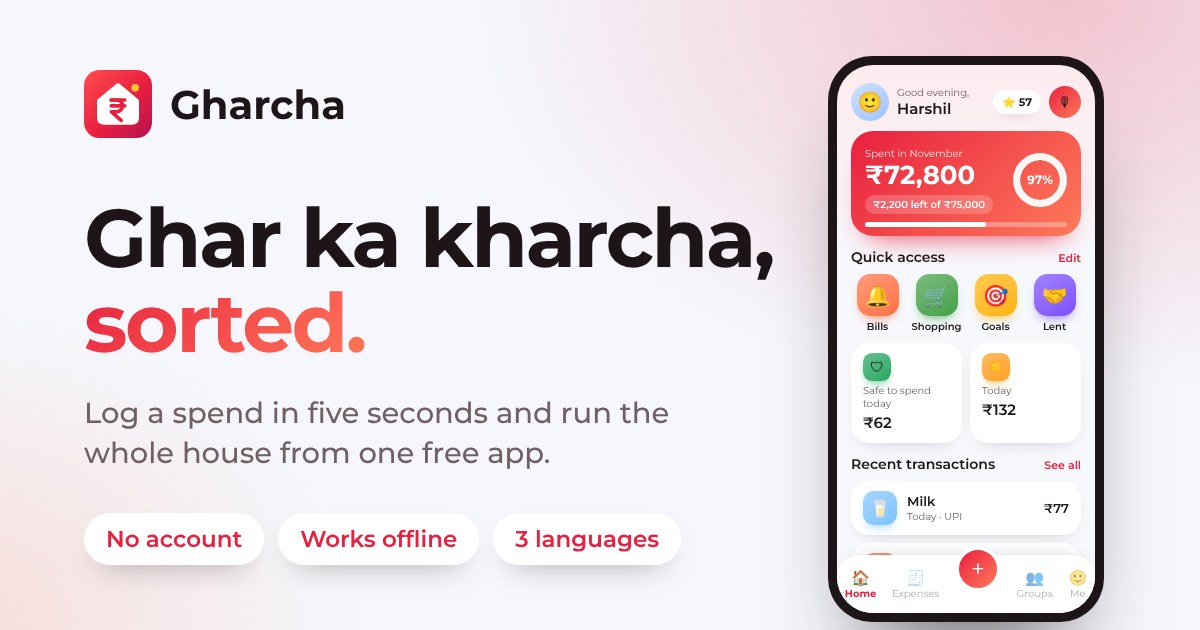 Gharcha
Ghar ka kharcha,
sorted.
Log a spend in five seconds and run the
whole house from one free app.
No account
Works offline
3 languages
Good evening,
Harshil
57
Spent in November
₹72,800
₹2,200 left of ₹75,000
97%
Quick access
Edit
Bills
Shopping
Goals
Lent
Safe to spend
today
₹62
Today
₹132
Recent transactions
See all
Milk
Today · UPI
₹77
+
Home
Expenses
Groups
Me